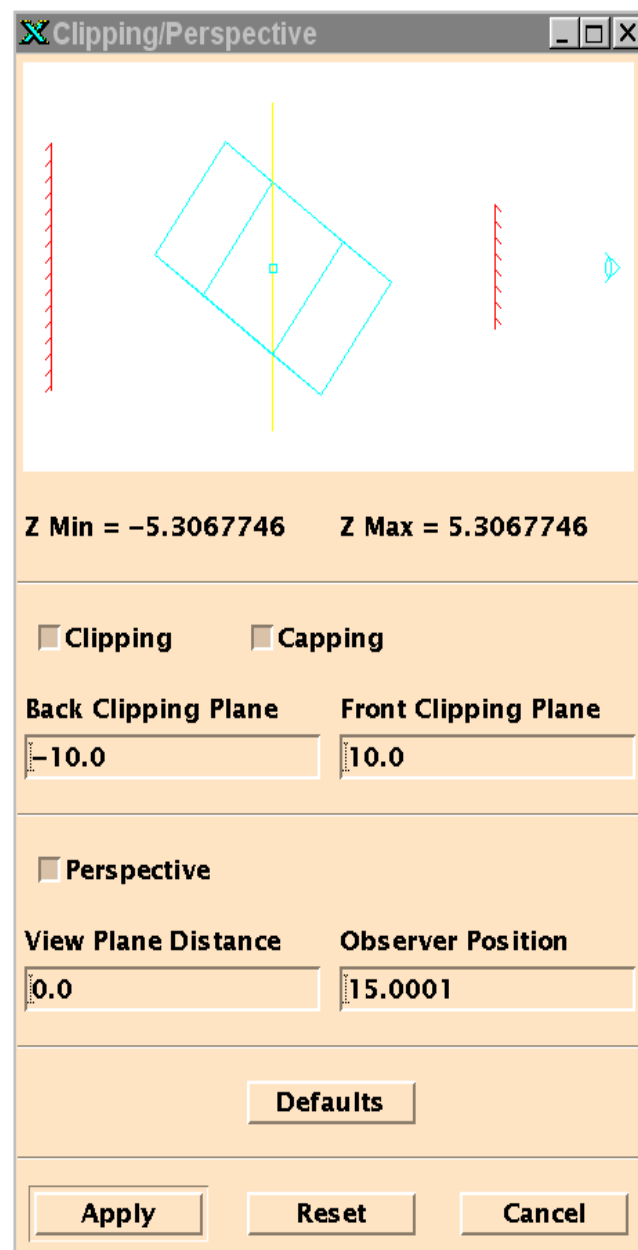 Clipping/Perspective
Z Min = -5.3067746 Z Max = 5.3067746
Clipping Capping
Back Clipping Plane Front Clipping Plane
-10.0 10.0
Perspective
View Plane Distance Observer Position
0.0 15.0001
Defaults
Apply Reset Cancel